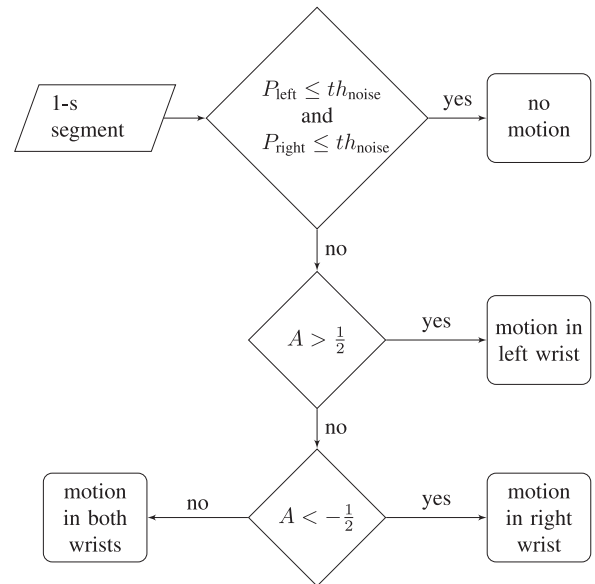 1-s
segment
P_left ≤ th_noise
and
P_right ≤ th_noise
yes
no
motion
no
A > 1/2
yes
motion in
left wrist
no
A < −1/2
no
motion
in both
wrists
yes
motion
in right
wrist